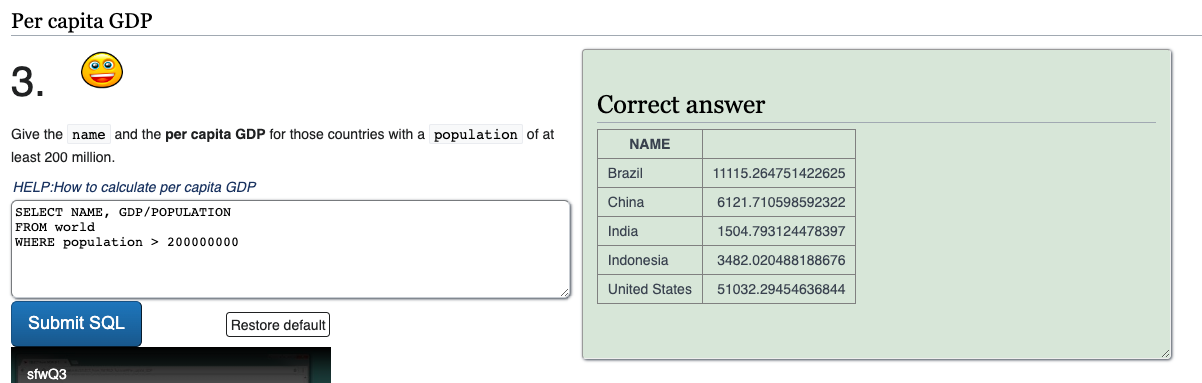 Per capita GDP
3.
Give the name and the per capita GDP for those countries with a population of at
least 200 million.
HELP:How to calculate per capita GDP
SELECT NAME, GDP/POPULATION
FROM world
WHERE population > 200000000
Submit SQL
Restore default
sfwQ3
Correct answer
NAME
Brazil 11115.264751422625
China 6121.710598592322
India 1504.793124478397
Indonesia 3482.020488188676
United States 51032.29454636844